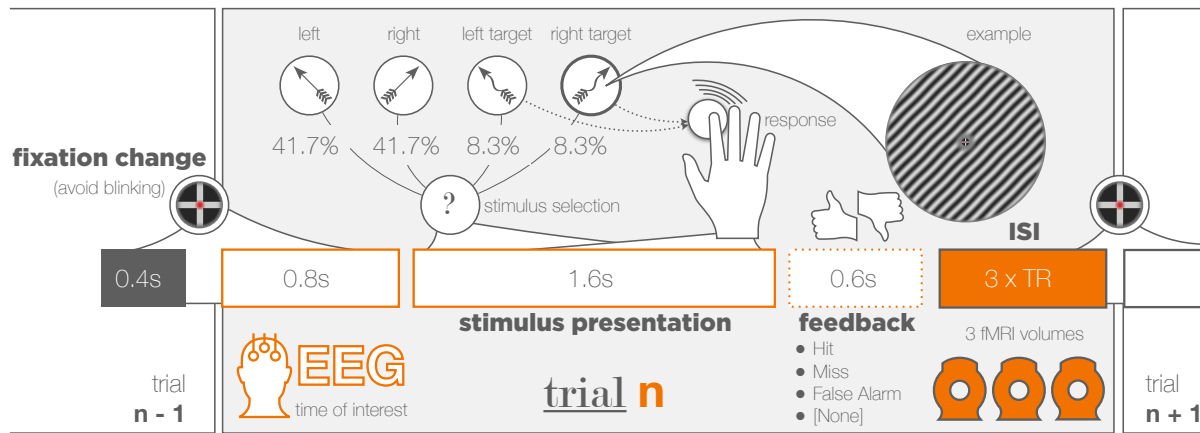 left
right
left target
right target
example
41.7%
41.7%
8.3%
8.3%
response
fixation change
(avoid blinking)
?
stimulus selection
ISI
0.4s
0.8s
1.6s
0.6s
3 x TR
stimulus presentation
feedback
• Hit
• Miss
• False Alarm
• [None]
3 fMRI volumes
EEG
time of interest
trial n
trial
n - 1
trial
n + 1